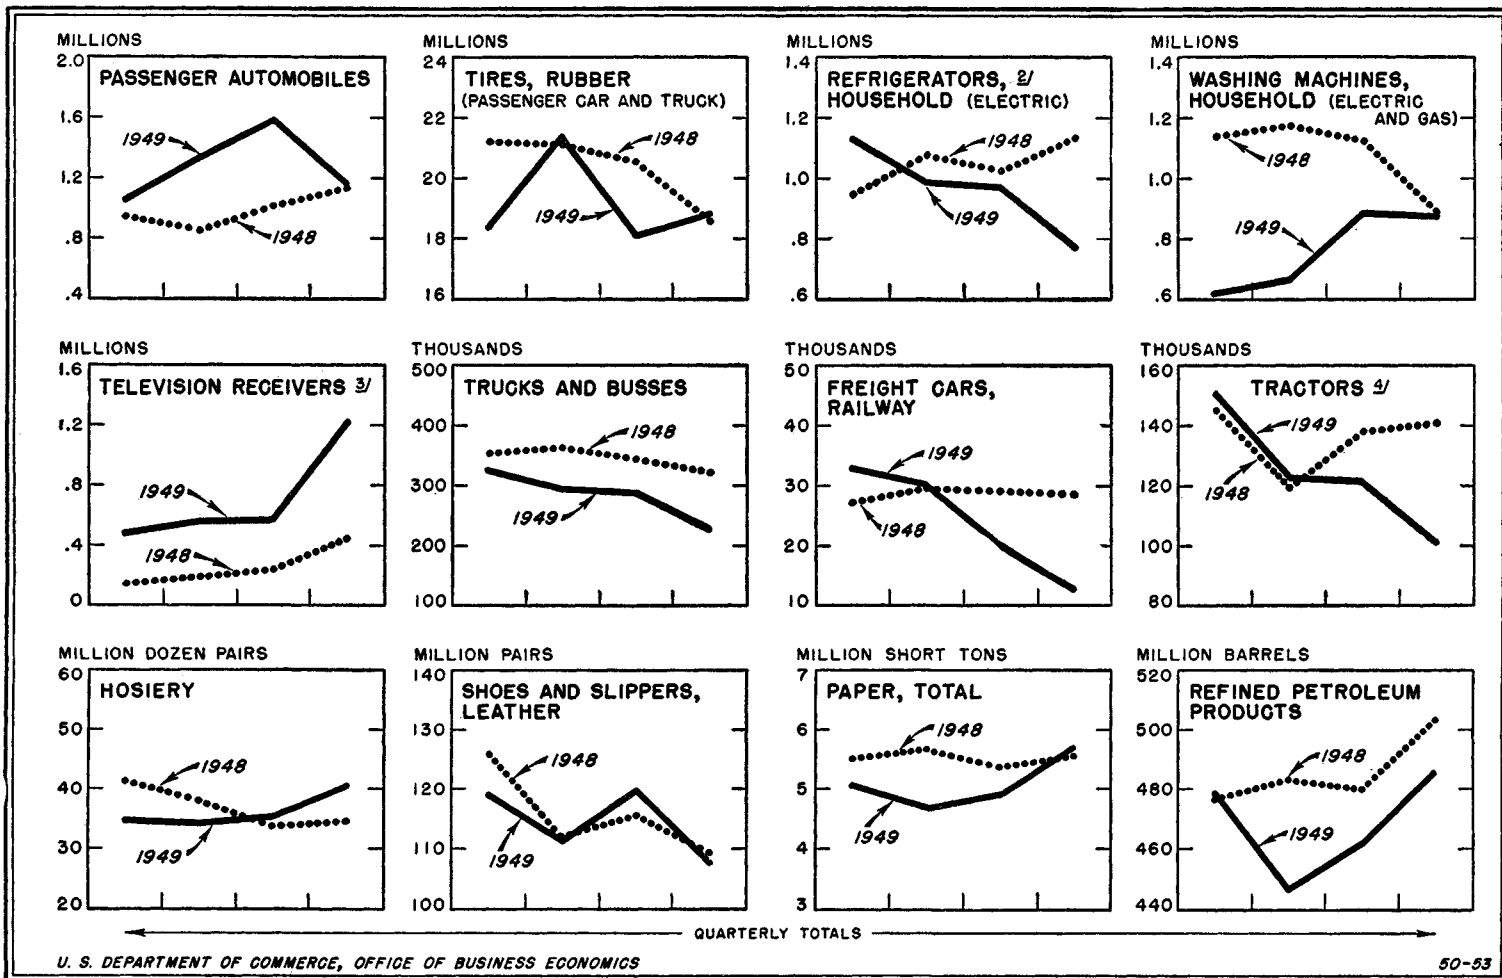 MILLIONS
2.0
1.6
1.2
.8
.4
PASSENGER AUTOMOBILES
1949
1948
MILLIONS
24
22
20
18
16
TIRES, RUBBER
(PASSENGER CAR AND TRUCK)
1948
1949
MILLIONS
1.4
1.2
1.0
.8
.6
REFRIGERATORS, 2/
HOUSEHOLD (ELECTRIC)
1948
1949
MILLIONS
1.4
1.2
1.0
.8
.6
WASHING MACHINES,
HOUSEHOLD (ELECTRIC
AND GAS)
1948
1949
MILLIONS
1.6
1.2
.8
.4
0
TELEVISION RECEIVERS 3/
1949
1948
THOUSANDS
500
400
300
200
100
TRUCKS AND BUSSES
1948
1949
THOUSANDS
50
40
30
20
10
FREIGHT CARS,
RAILWAY
1949
1948
THOUSANDS
160
140
120
100
80
TRACTORS 4/
1949
1948
MILLION DOZEN PAIRS
60
50
40
30
20
HOSIERY
1948
1949
MILLION PAIRS
140
130
120
110
100
SHOES AND SLIPPERS,
LEATHER
1948
1949
MILLION SHORT TONS
7
6
5
4
3
PAPER, TOTAL
1948
1949
MILLION BARRELS
520
500
480
460
440
REFINED PETROLEUM
PRODUCTS
1948
1949
QUARTERLY TOTALS
U. S. DEPARTMENT OF COMMERCE, OFFICE OF BUSINESS ECONOMICS
50-53